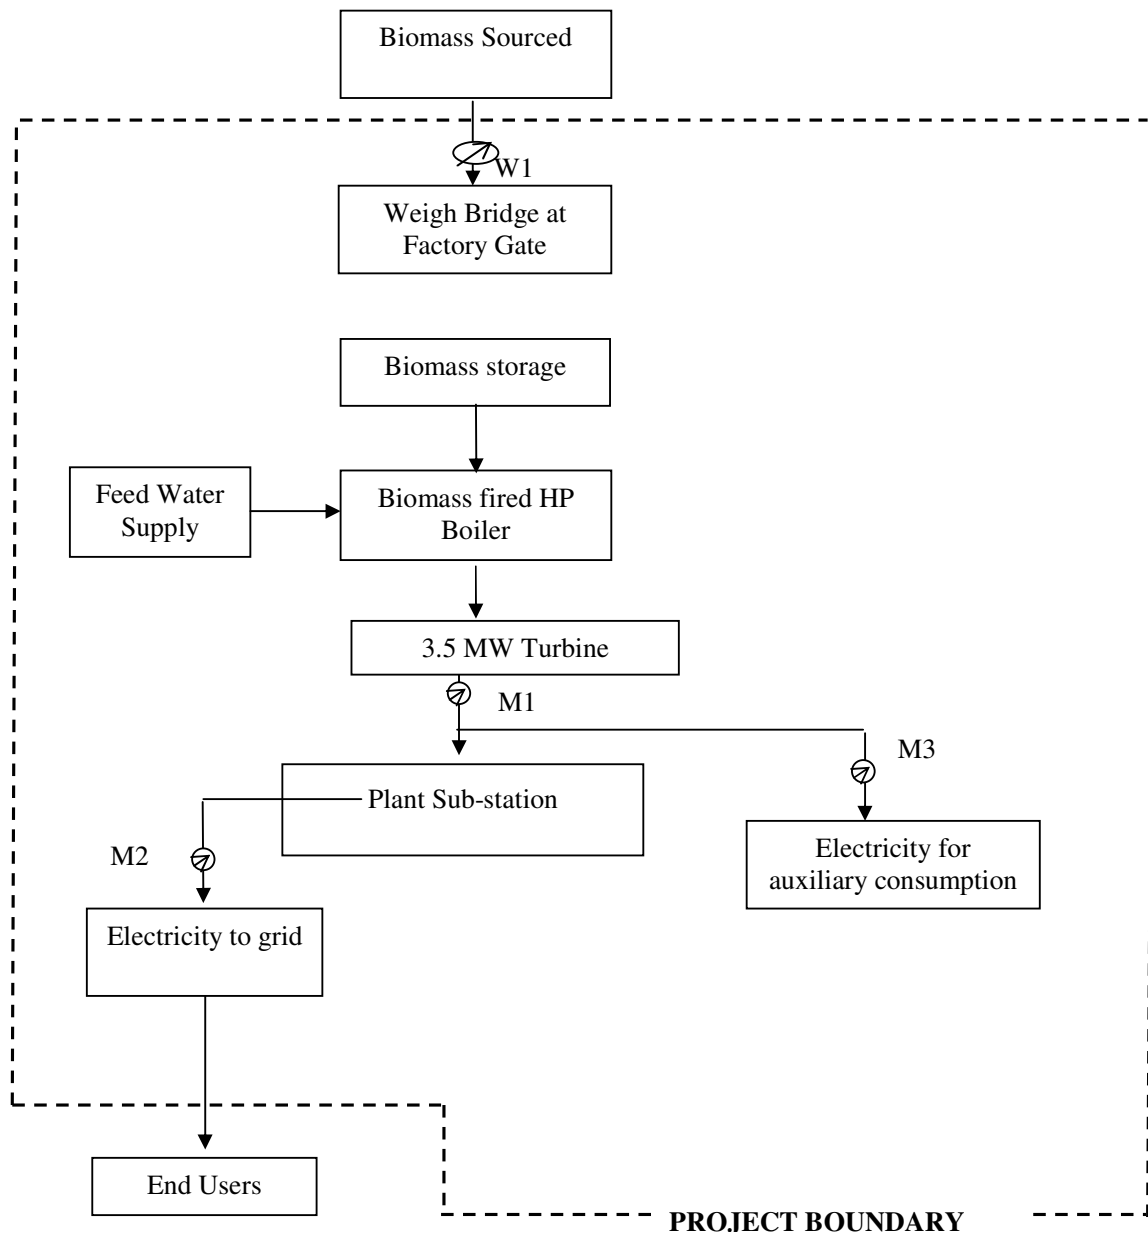 Biomass Sourced
W1
Weigh Bridge at
Factory Gate
Biomass storage
Feed Water
Supply
Biomass fired HP
Boiler
3.5 MW Turbine
M1
M3
Plant Sub-station
M2
Electricity for
auxiliary consumption
Electricity to grid
End Users
PROJECT BOUNDARY